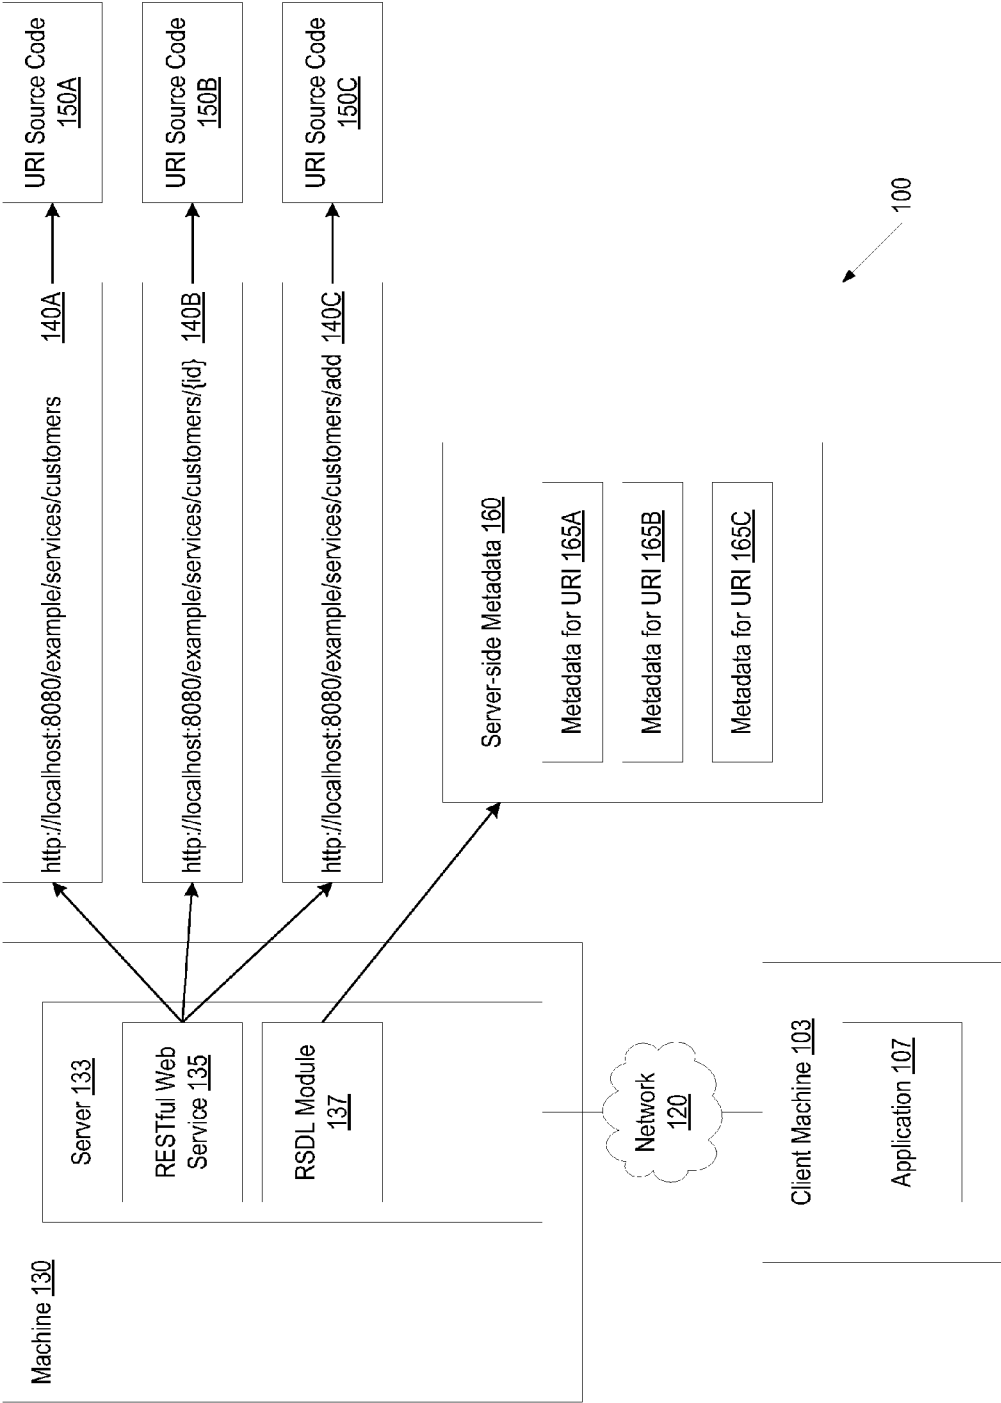 Machine 130
Server 133
RESTful Web
Service 135
RSDL Module
137
http://localhost:8080/example/services/customers 140A
URI Source Code
150A
http://localhost:8080/example/services/customers/{id} 140B
URI Source Code
150B
http://localhost:8080/example/services/customers/add 140C
URI Source Code
150C
Server-side Metadata 160
Metadata for URI 165A
Metadata for URI 165B
Metadata for URI 165C
Network
120
Client Machine 103
Application 107
100